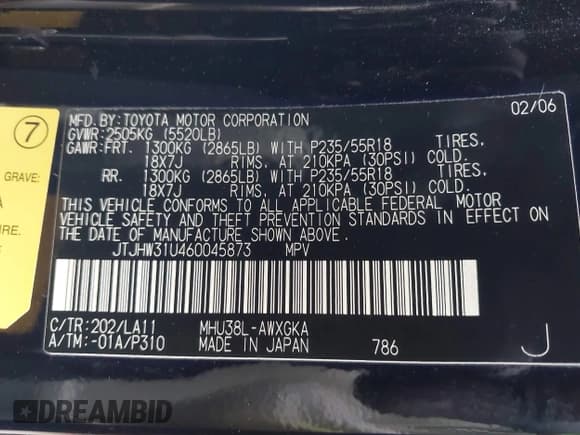 02/06
MFD.BY:TOYOTA MOTOR CORPORATION
GVWR:2505KG (5520LB)
GAWR:FRT. 1300KG (2865LB) WITH P235/55R18 TIRES,
18X7J RIMS, AT 210KPA (30PSI) COLD.
RR. 1300KG (2865LB) WITH P235/55R18 TIRES,
18X7J RIMS, AT 210KPA (30PSI) COLD.
THIS VEHICLE CONFORMS TO ALL APPLICABLE FEDERAL MOTOR
VEHICLE SAFETY AND THEFT PREVENTION STANDARDS IN EFFECT ON
THE DATE OF MANUFACTURE SHOWN ABOVE.
JTJHW31U460045873 MPV
C/TR:202/LA11 MHU38L-AWXGKA
A/TM:-01A/P310 MADE IN JAPAN 786 J
7
GRAVE:
A
IRE.
DREAMBID